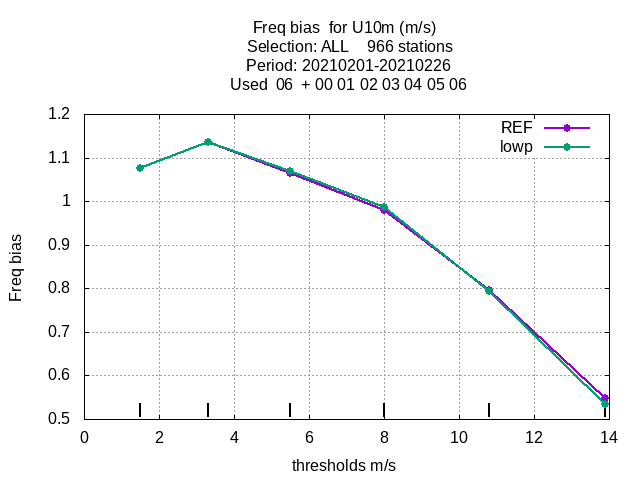 Freq bias  for U10m (m/s)
Selection: ALL    966 stations
Period: 20210201-20210226
Used  06  + 00 01 02 03 04 05 06
REF
lowp
1.2
1.1
1
0.9
0.8
0.7
0.6
0.5
Freq bias
0 2 4 6 8 10 12 14
thresholds m/s